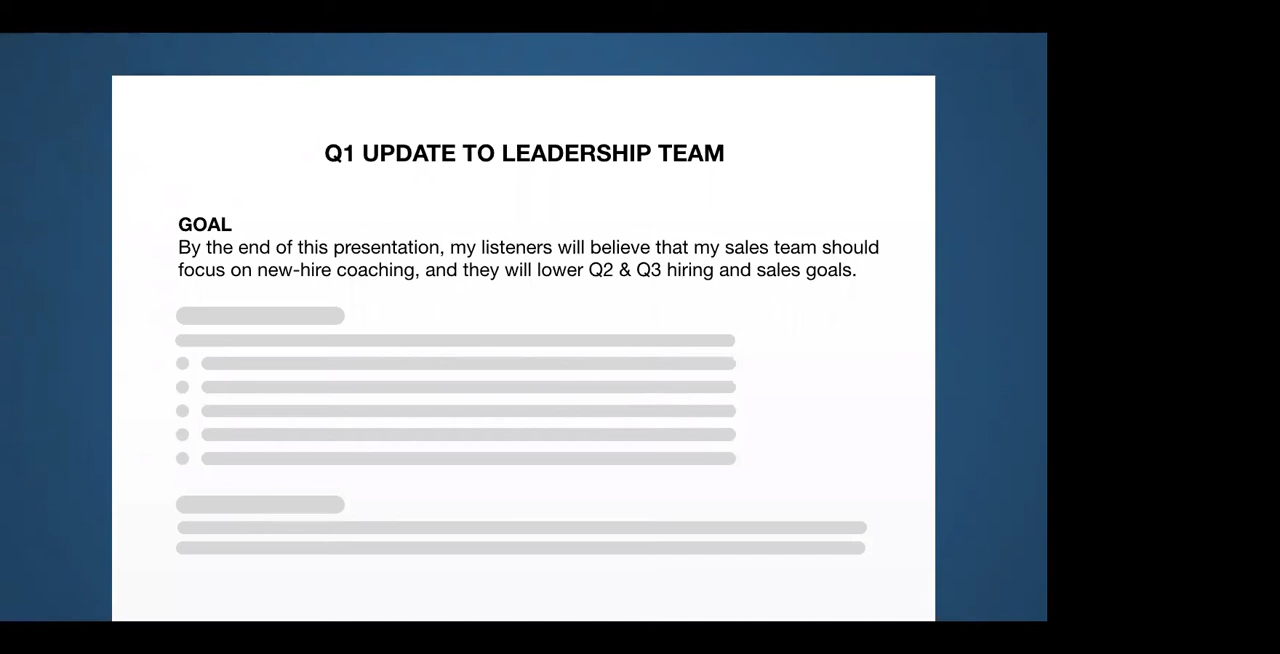 Q1 UPDATE TO LEADERSHIP TEAM
GOAL
By the end of this presentation, my listeners will believe that my sales team should
focus on new-hire coaching, and they will lower Q2 & Q3 hiring and sales goals.